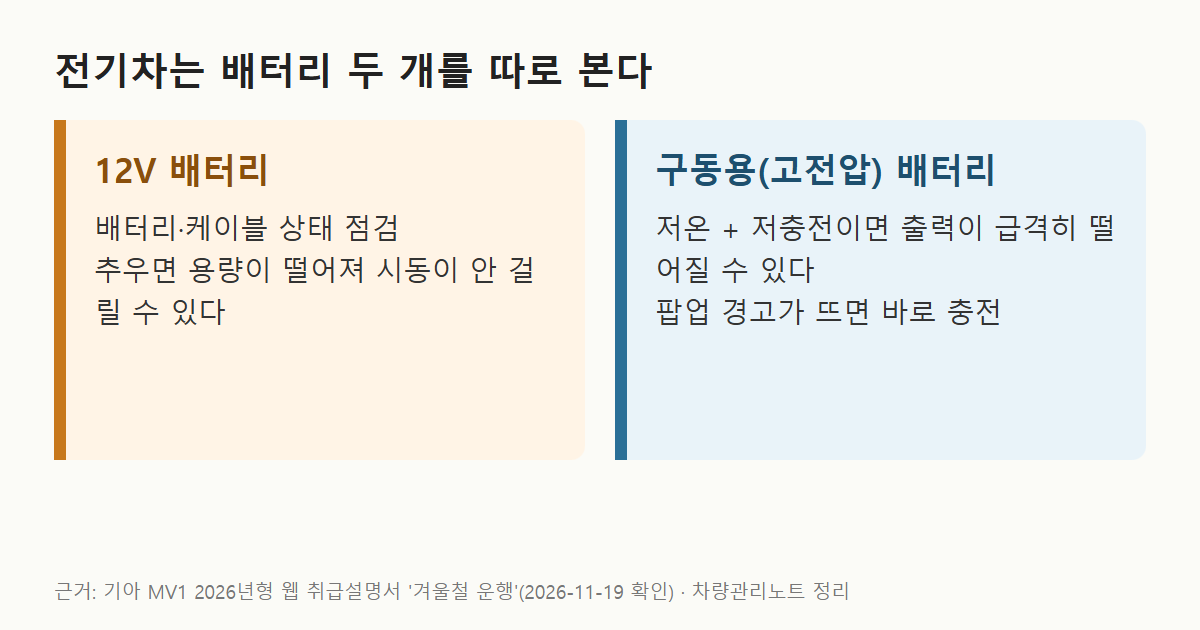 전기차는 배터리 두 개를 따로 본다
12V 배터리
배터리·케이블 상태 점검
추우면 용량이 떨어져 시동이 안 걸
릴 수 있다
구동용(고전압) 배터리
저온 + 저충전이면 출력이 급격히 떨
어질 수 있다
팝업 경고가 뜨면 바로 충전
근거: 기아 MV1 2026년형 웹 취급설명서 '겨울철 운행'(2026-11-19 확인) · 차량관리노트 정리